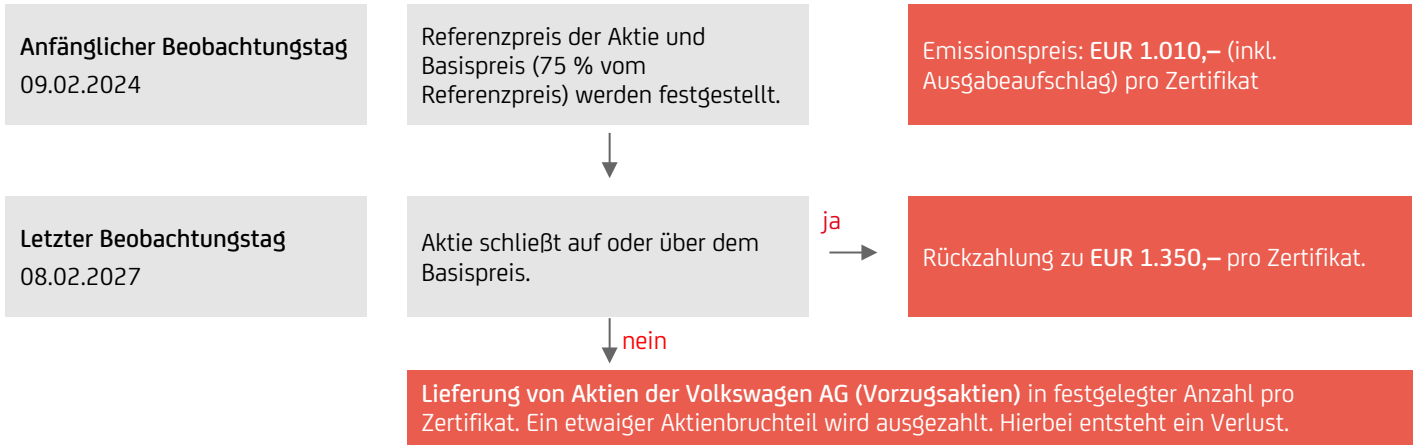 Anfänglicher Beobachtungstag
09.02.2024
Referenzpreis der Aktie und
Basispreis (75 % vom
Referenzpreis) werden festgestellt.
Emissionspreis: EUR 1.010,– (inkl.
Ausgabeaufschlag) pro Zertifikat
Letzter Beobachtungstag
08.02.2027
Aktie schließt auf oder über dem
Basispreis.
ja
Rückzahlung zu EUR 1.350,– pro Zertifikat.
nein
Lieferung von Aktien der Volkswagen AG (Vorzugsaktien) in festgelegter Anzahl pro
Zertifikat. Ein etwaiger Aktienbruchteil wird ausgezahlt. Hierbei entsteht ein Verlust.